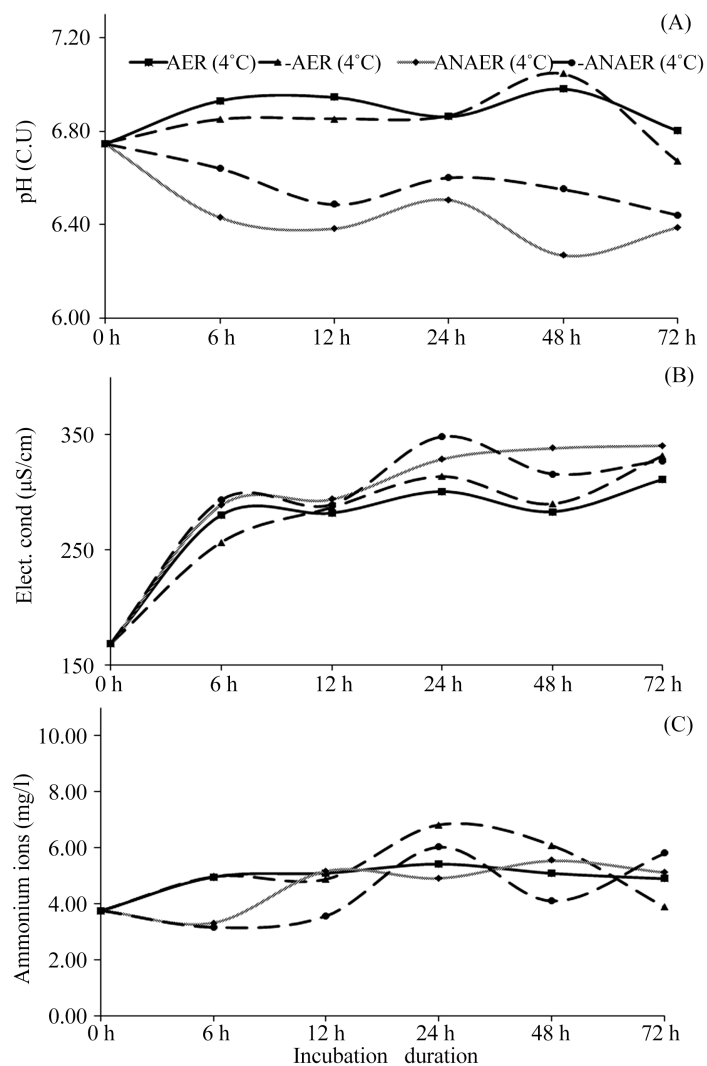 (A)
7.20
AER (4˚C) -AER (4˚C) ANAER (4˚C) -ANAER (4˚C)
6.80
pH (C.U)
6.40
6.00
0 h 6 h 12 h 24 h 48 h 72 h
(B)
350
Elect. cond (µS/cm)
250
150
0 h 6 h 12 h 24 h 48 h 72 h
(C)
10.00
8.00
Ammonium ions (mg/l)
6.00
4.00
2.00
0.00
0 h 6 h 12 h 24 h 48 h 72 h
Incubation duration